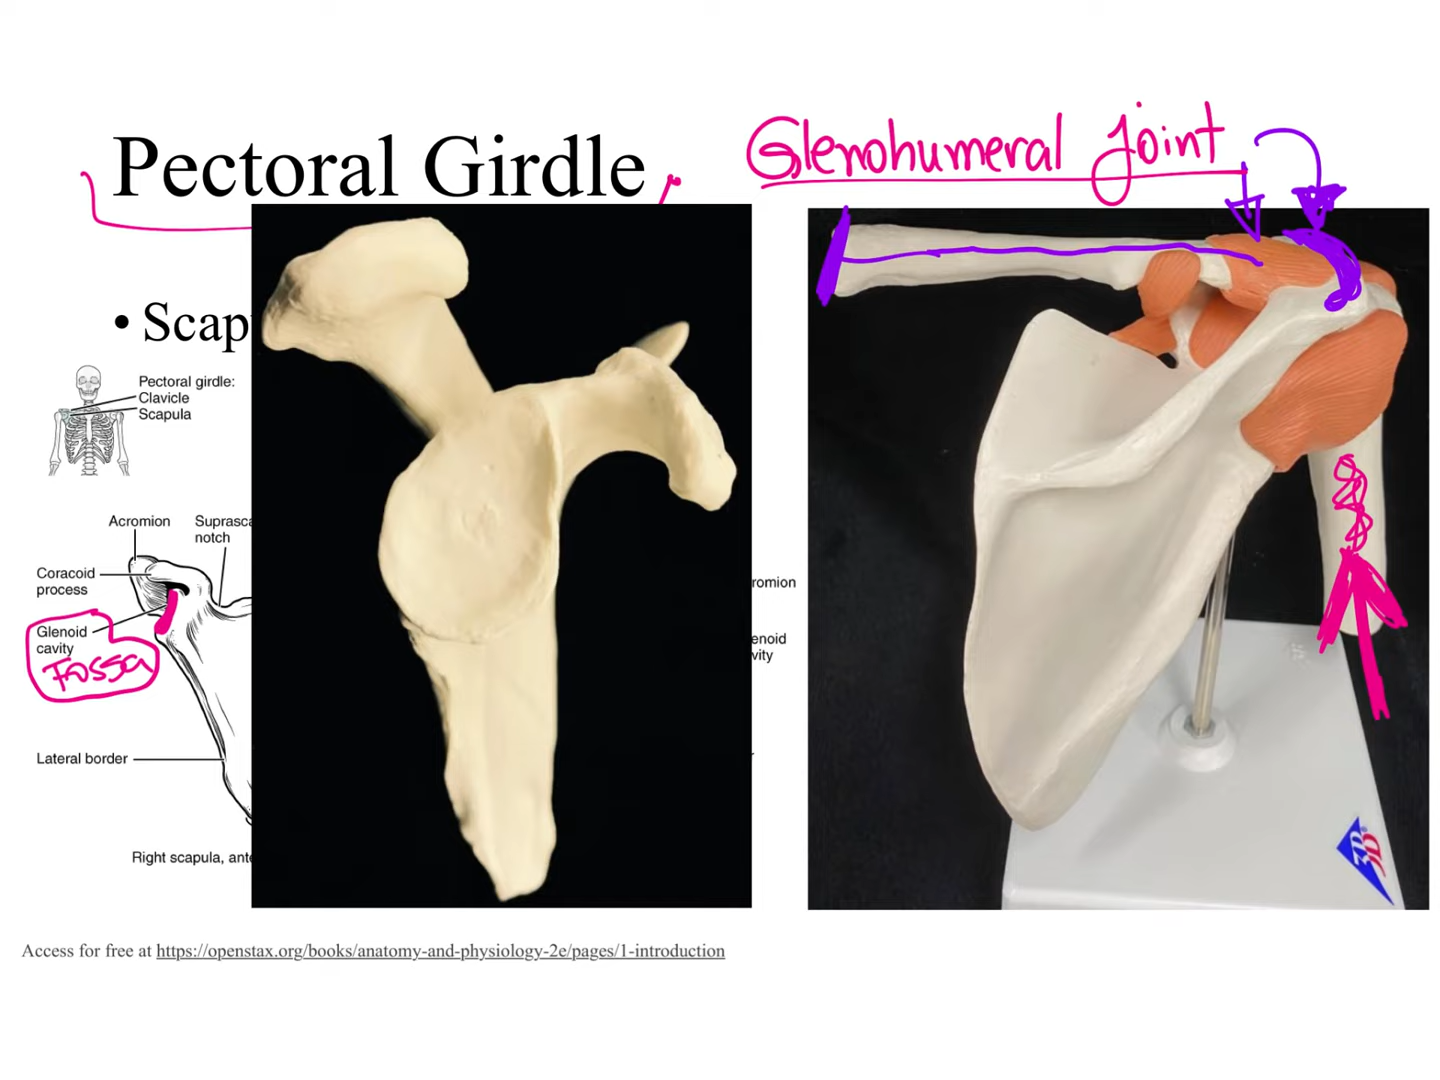 Pectoral Girdle
Glenohumeral Joint
• Scap
Pectoral girdle:
Clavicle
Scapula
Acromion
Suprasca
notch
Coracoid
process
Glenoid
cavity
Fossa
Lateral border
Right scapula, ante
romion
enoid
vity
3B
Access for free at https://openstax.org/books/anatomy-and-physiology-2e/pages/1-introduction